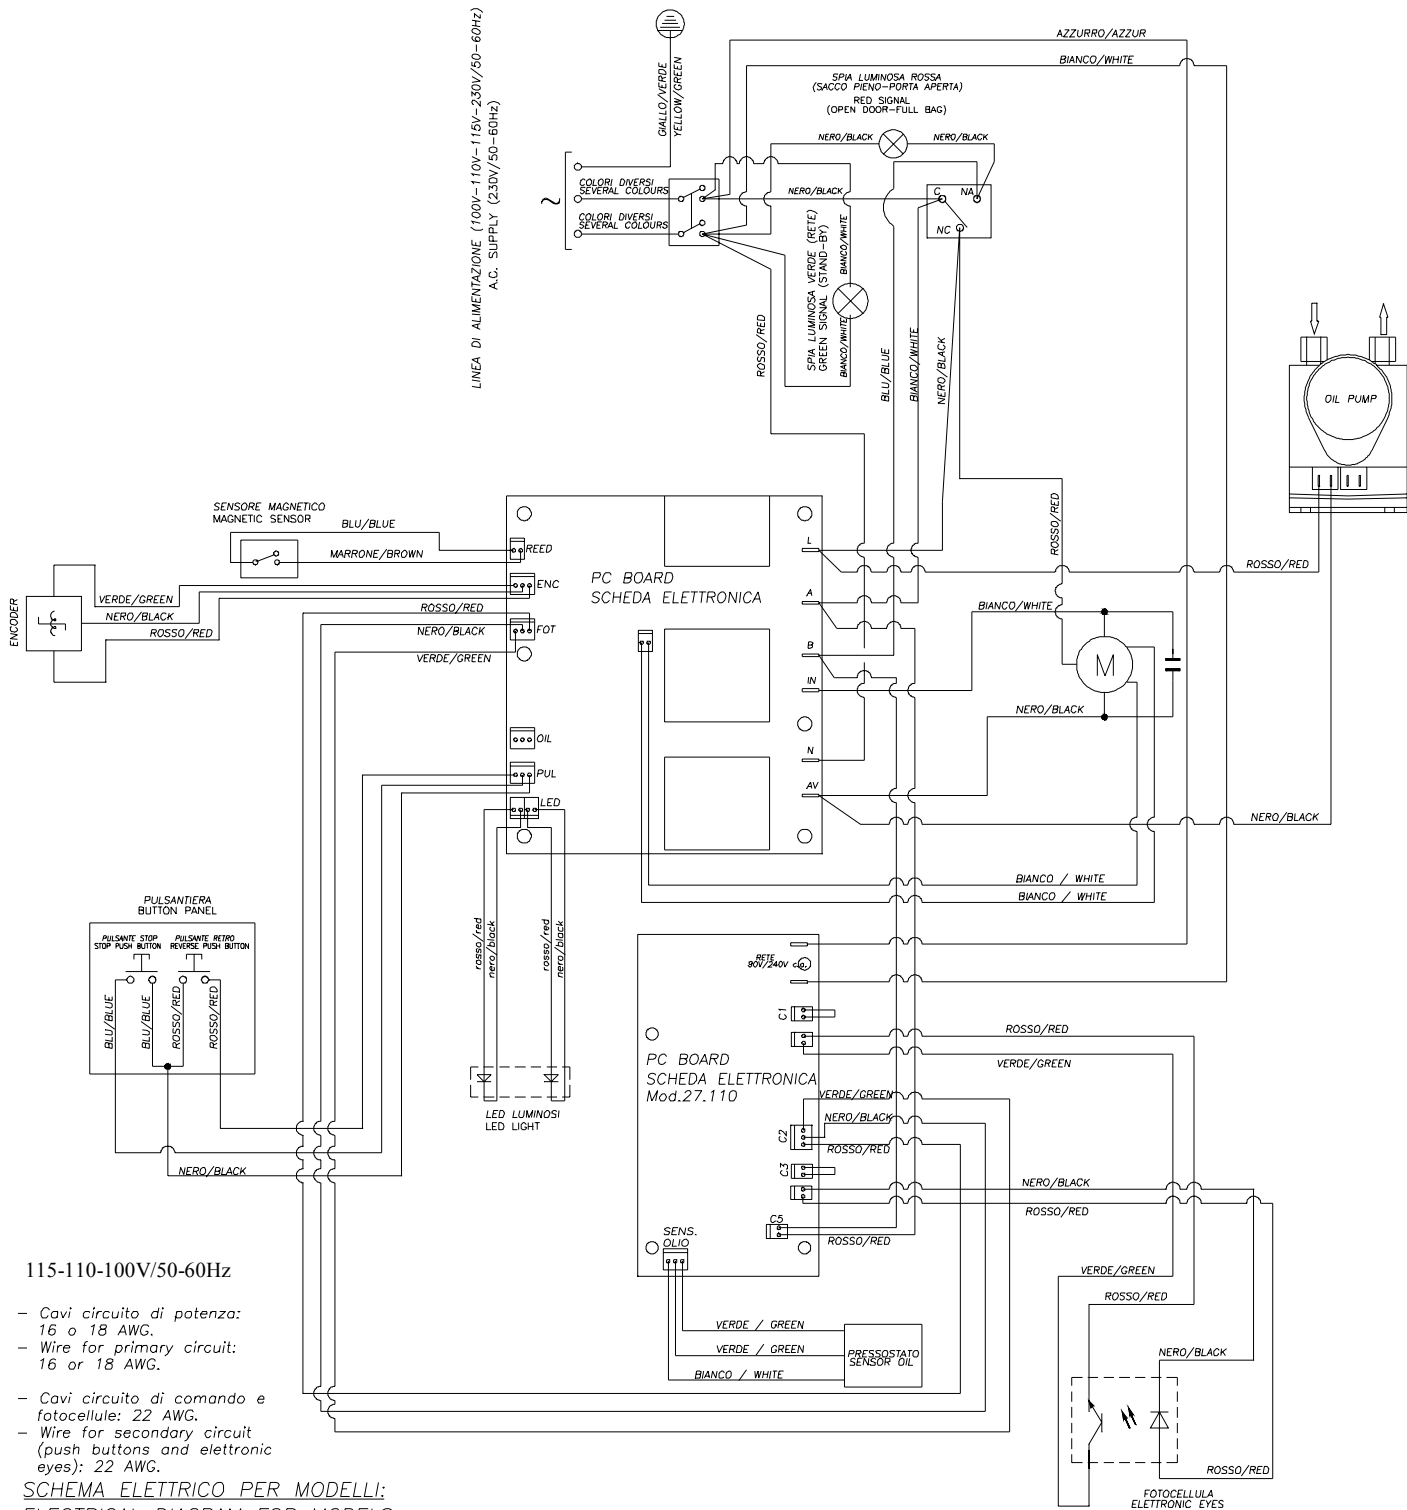 LINEA DI ALIMENTAZIONE (100V-110V-115V-230V/50-60Hz)
A.C. SUPPLY (230V/50-60Hz)
GIALLO/VERDE
YELLOW/GREEN
AZZURRO/AZZUR
BIANCO/WHITE
SPIA LUMINOSA ROSSA
(SACCO PIENO-PORTA APERTA)
RED SIGNAL
(OPEN DOOR-FULL BAG)
NERO/BLACK
NERO/BLACK
~
COLORI DIVERSI
SEVERAL COLOURS
COLORI DIVERSI
SEVERAL COLOURS
NERO/BLACK
C
NA
NC
SPIA LUMINOSA VERDE (RETE)
GREEN SIGNAL (STAND-BY)
BIANCO/WHITE
BIANCO/WHITE
ROSSO/RED
BLU/BLUE
BIANCO/WHITE
NERO/BLACK
OIL PUMP
SENSORE MAGNETICO
MAGNETIC SENSOR
BLU/BLUE
MARRONE/BROWN
REED
ENC
FOT
OIL
PUL
LED
PC BOARD
SCHEDA ELETTRONICA
L
A
B
IN
N
AV
ROSSO/RED
ROSSO/RED
ENCODER
VERDE/GREEN
NERO/BLACK
ROSSO/RED
ROSSO/RED
NERO/BLACK
VERDE/GREEN
BIANCO/WHITE
M
NERO/BLACK
NERO/BLACK
BIANCO / WHITE
BIANCO / WHITE
PULSANTIERA
BUTTON PANEL
PULSANTE STOP
STOP PUSH BUTTON
PULSANTE RETRO
REVERSE PUSH BUTTON
BLU/BLUE
BLU/BLUE
ROSSO/RED
ROSSO/RED
NERO/BLACK
rosso/red
nero/black
rosso/red
nero/black
LED LUMINOSI
LED LIGHT
RETE
90V/240V c.a.
C1
ROSSO/RED
VERDE/GREEN
PC BOARD
SCHEDA ELETTRONICA
Mod.27.110
VERDE/GREEN
C2
NERO/BLACK
ROSSO/RED
C3
NERO/BLACK
ROSSO/RED
C5
ROSSO/RED
SENS.
OLIO
VERDE / GREEN
VERDE / GREEN
BIANCO / WHITE
PRESSOSTATO
SENSOR OIL
VERDE/GREEN
ROSSO/RED
NERO/BLACK
ROSSO/RED
FOTOCELLULA
ELETTRONIC EYES
115-110-100V/50-60Hz
- Cavi circuito di potenza:
16 o 18 AWG.
- Wire for primary circuit:
16 or 18 AWG.
- Cavi circuito di comando e
fotocellule: 22 AWG.
- Wire for secondary circuit
(push buttons and elettronic
eyes): 22 AWG.
SCHEMA ELETTRICO PER MODELLI:
ELECTRICAL DIAGRAM FOR MODELS